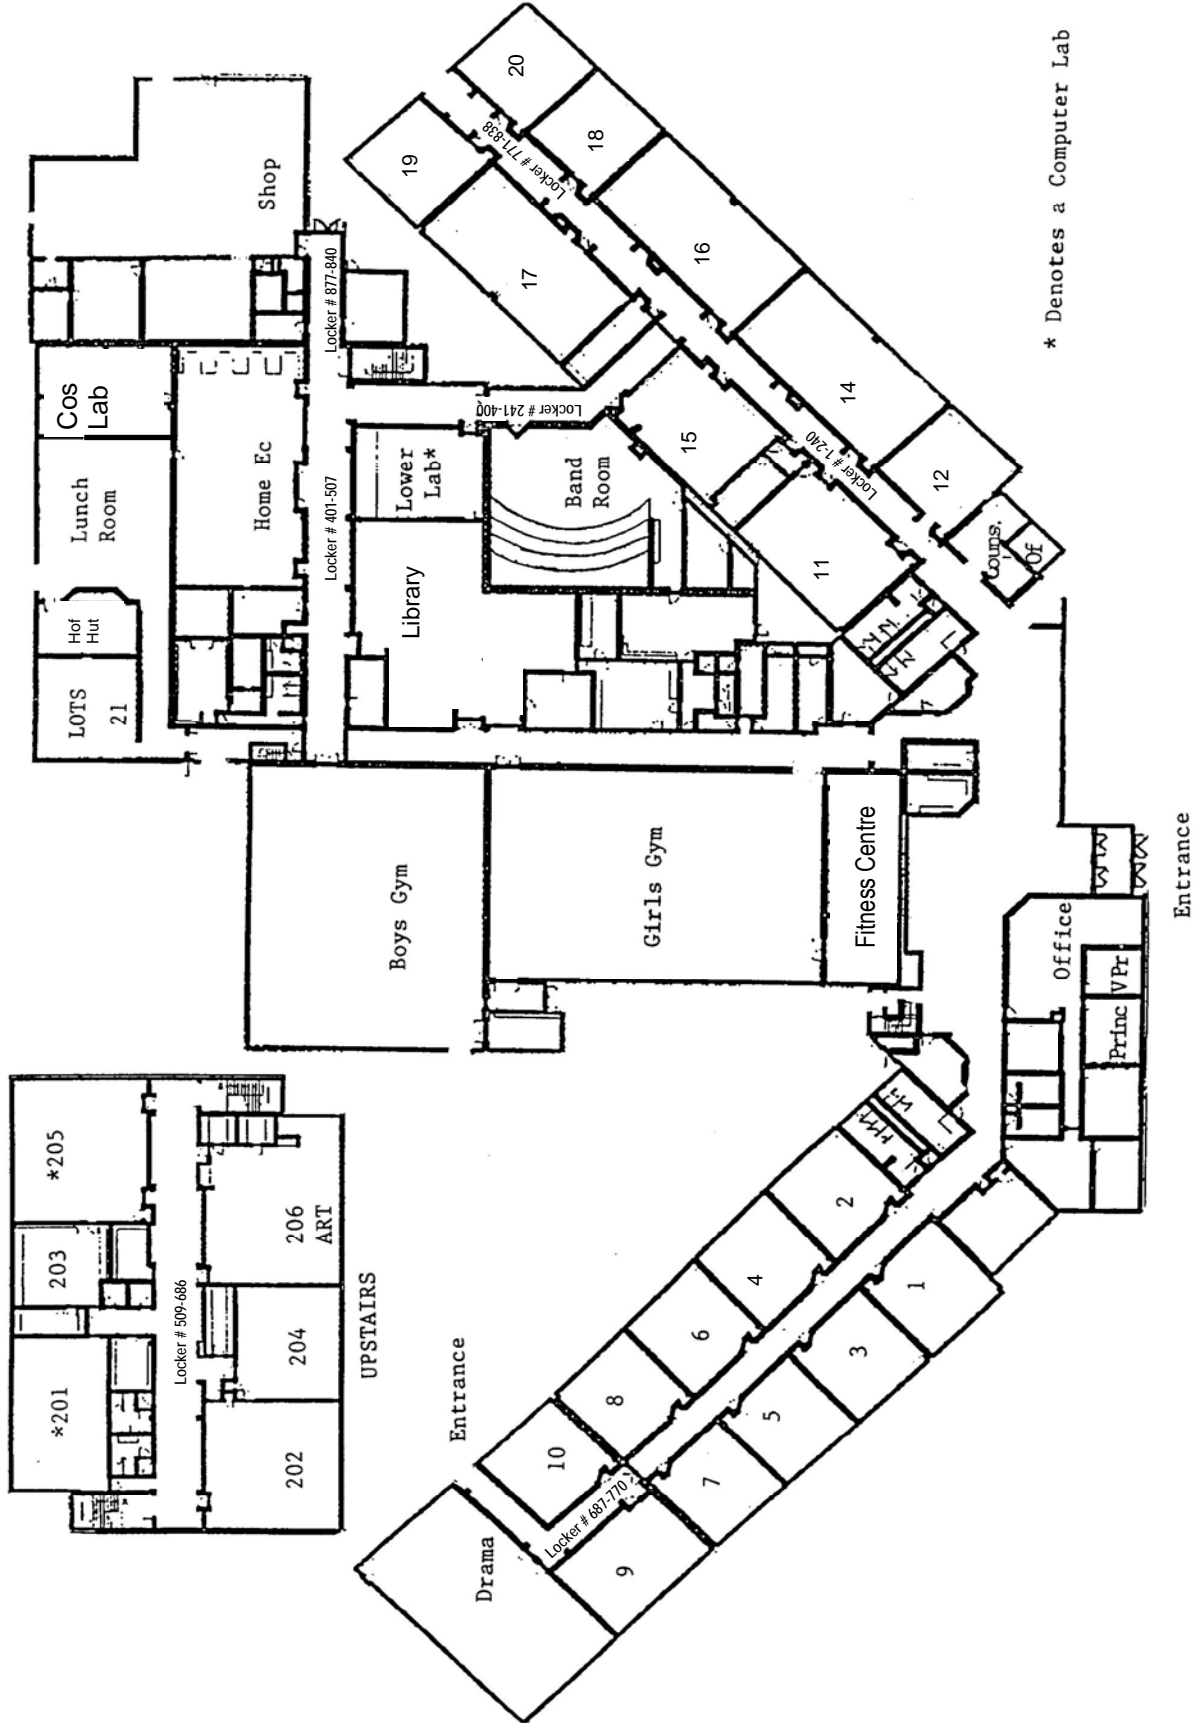 20
19
18
Locker # 771-838
17
16
Shop
Locker # 877-840
Cos
Lab
Lunch
Room
Home Ec
Hof
Hut
LOTS
21
Locker # 401-507
Locker # 241-400
Lower
Lab*
Library
Band
Room
15
14
Locker # 1-240
12
11
Couns.
Of
* Denotes a Computer Lab
Boys Gym
Girls Gym
Fitness Centre
Entrance
Office
VPr
Princ
*205
203
*201
206
ART
204
202
Locker # 509-686
UPSTAIRS
Entrance
2
4
6
8
10
1
3
5
7
9
Locker # 687-770
Drama